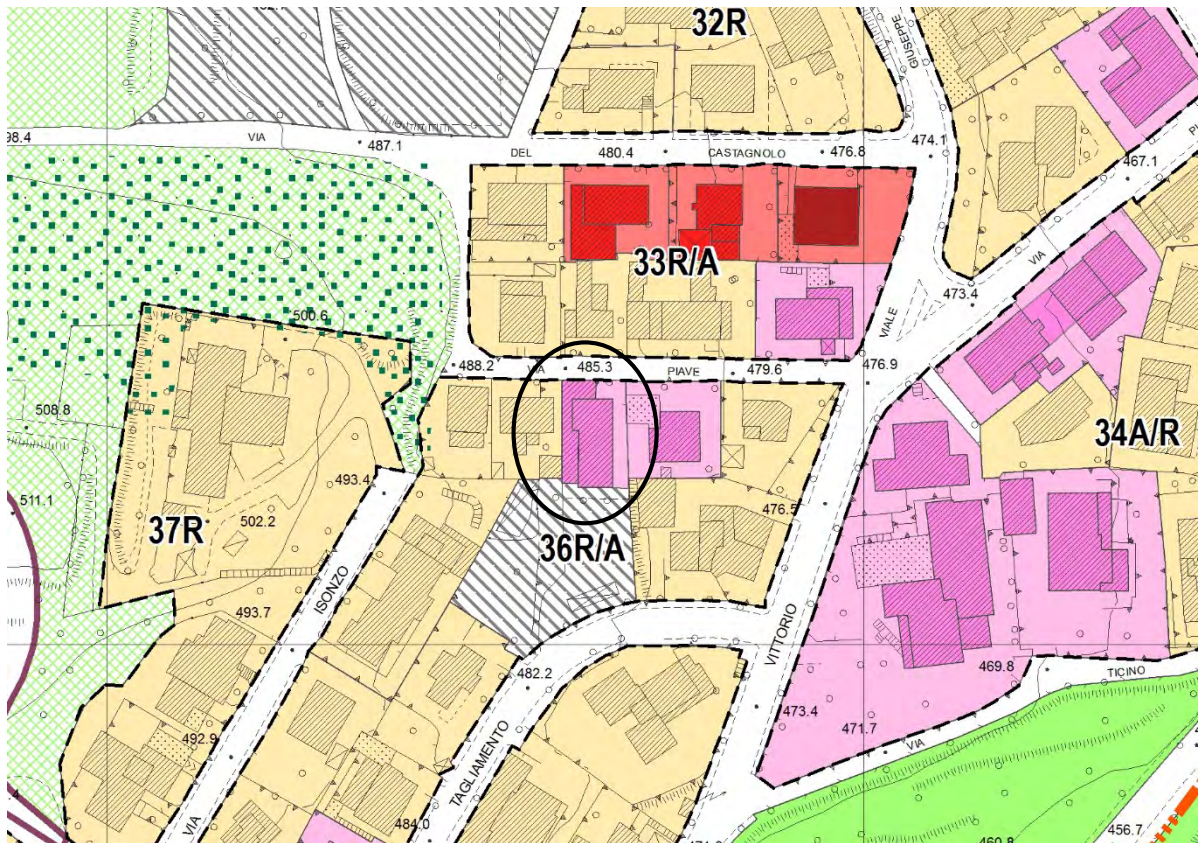 32R
GIUSEPPE
98.4
VIA
487.1
DEL
480.4
CASTAGNOLO
476.8
474.1
467.1
VIA
33R/A
473.4
500.6
VIALE
488.2
VIA
485.3
PIAVE
479.6
476.9
508.8
34A/R
511.1
493.4
37R
502.2
476.5
36R/A
ISONZO
493.7
VITTORIO
469.8
TICINO
482.2
473.4
471.7
VIA
492.9
TAGLIAMENTO
VIA
484.0
460.8
456.7